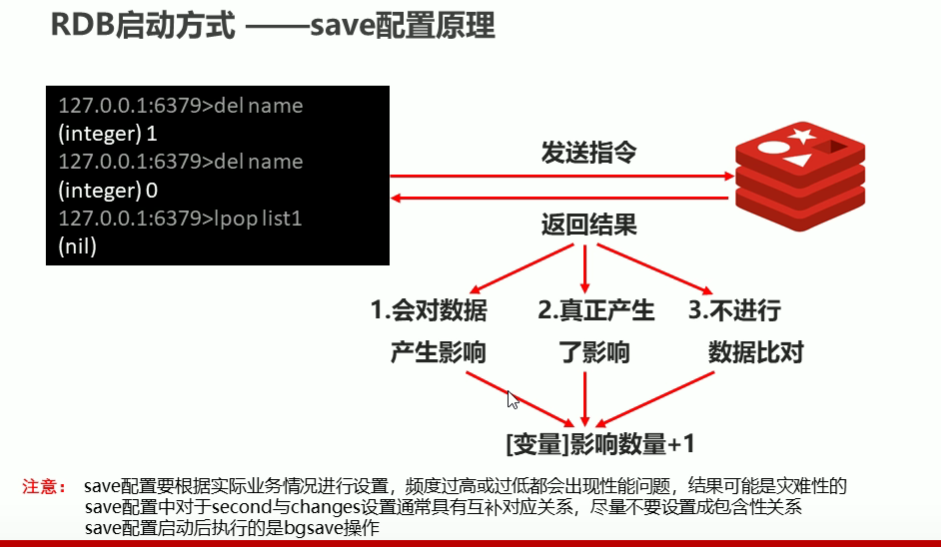 RDB启动方式 ——save配置原理
127.0.0.1:6379>del name
(integer) 1
127.0.0.1:6379>del name
(integer) 0
127.0.0.1:6379>lpop list1
(nil)
发送指令
返回结果
1.会对数据
产生影响
2.真正产生
了影响
3.不进行
数据比对
[变量]影响数量+1
注意： save配置要根据实际业务情况进行设置，频度过高或过低都会出现性能问题，结果可能是灾难性的
save配置中对于second与changes设置通常具有互补对应关系，尽量不要设置成包含性关系
save配置启动后执行的是bgsave操作